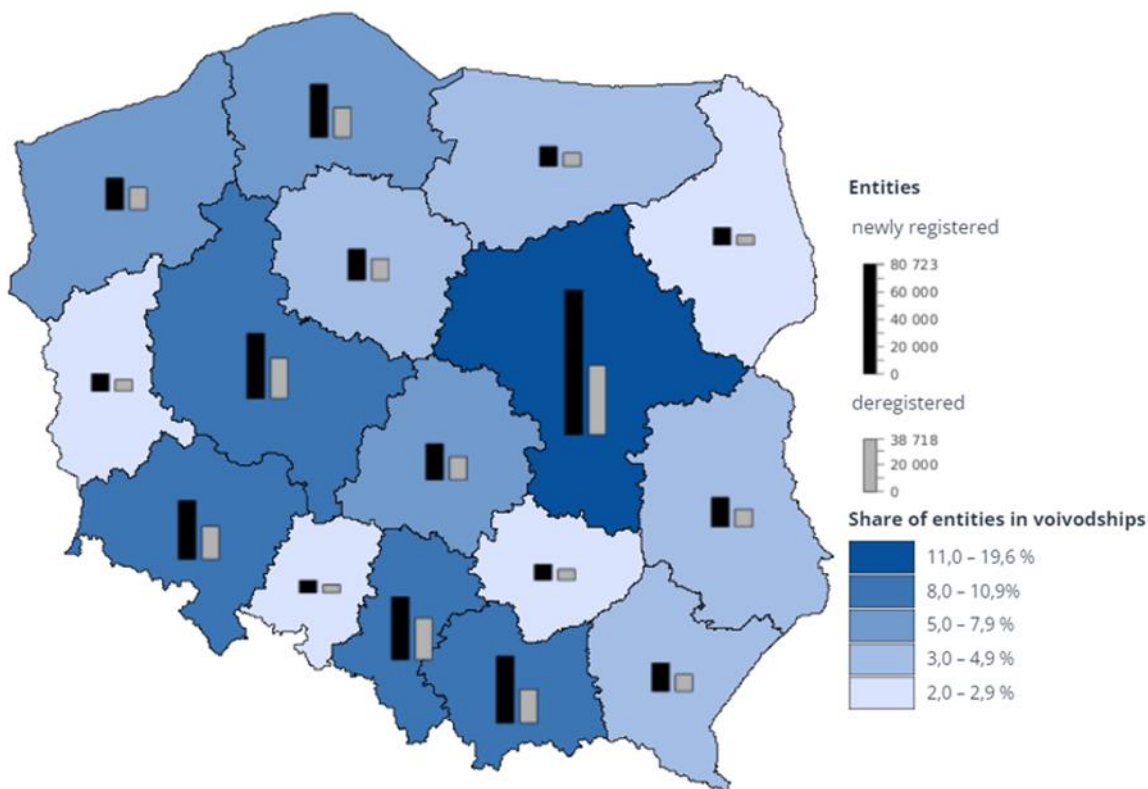 Entities
newly registered
80 723
60 000
40 000
20 000
0
deregistered
38 718
20 000
0
Share of entities in voivodships
11,0 – 19,6 %
8,0 – 10,9%
5,0 – 7,9 %
3,0 – 4,9 %
2,0 – 2,9 %